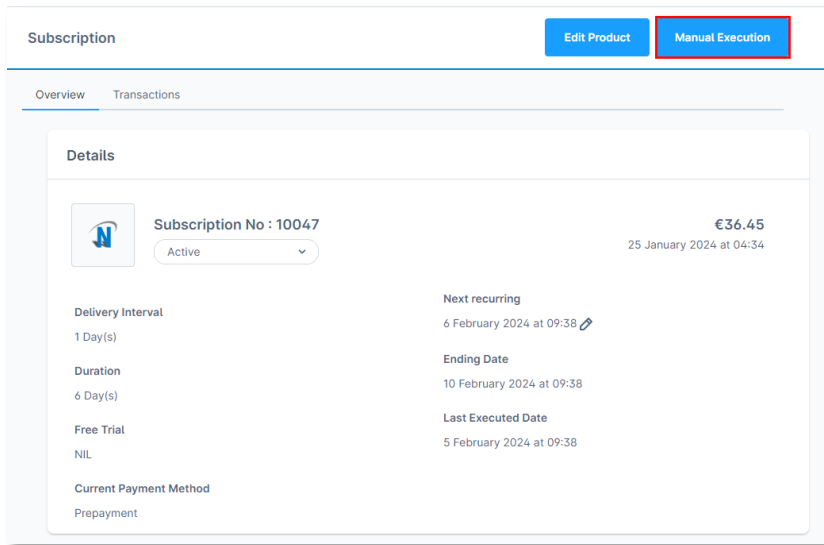 Subscription
Edit Product
Manual Execution
Overview
Transactions
Details
N
Subscription No : 10047
Active
€36.45
25 January 2024 at 04:34
Delivery Interval
1 Day(s)
Duration
6 Day(s)
Free Trial
NIL
Current Payment Method
Prepayment
Next recurring
6 February 2024 at 09:38
Ending Date
10 February 2024 at 09:38
Last Executed Date
5 February 2024 at 09:38